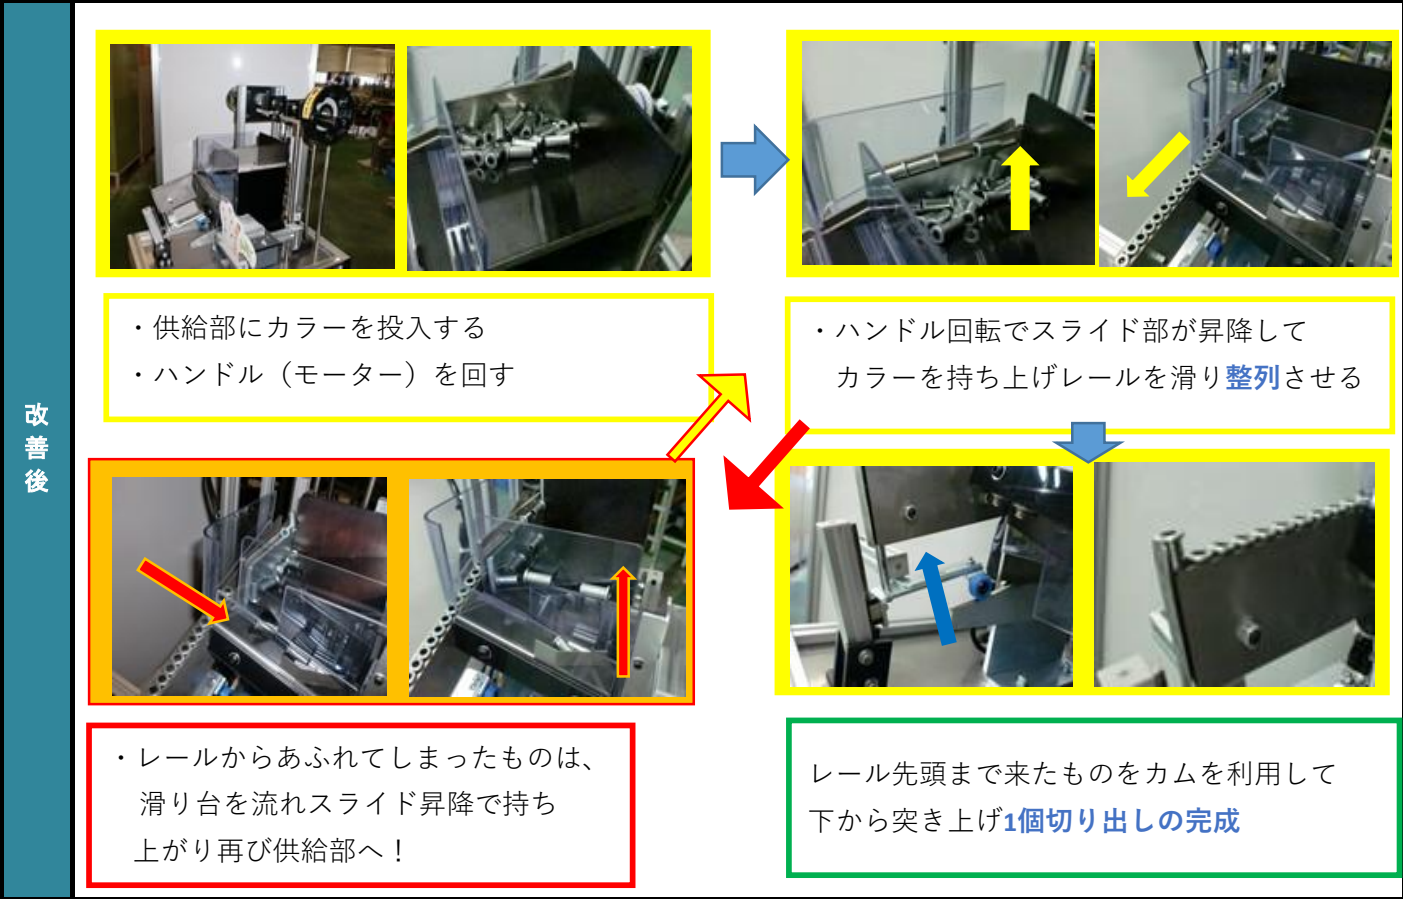 改善後
・供給部にカラーを投入する
・ハンドル（モーター）を回す
・ハンドル回転でスライド部が昇降して
カラーを持ち上げレールを滑り整列させる
・レールからあふれてしまったものは、
滑り台を流れスライド昇降で持ち
上がり再び供給部へ！
レール先頭まで来たものをカムを利用して
下から突き上げ1個切り出しの完成